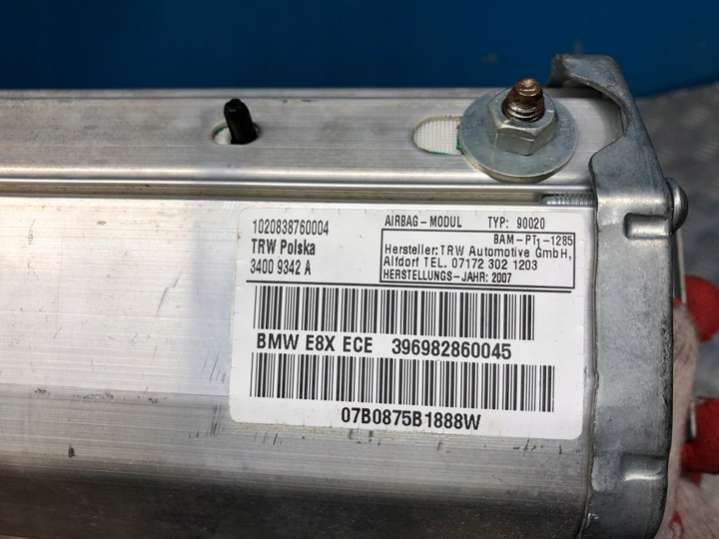 1020838760004
TRW Polska
3400 9342 A
AIRBAG-MODUL TYP: 90020
BAM-PT1-1285
Hersteller: TRW Automotive GmbH,
Alfdorf TEL. 07172 302 1203
HERSTELLUNGS-JAHR: 2007
BMW E8X ECE 396982860045
07B0875B1888W